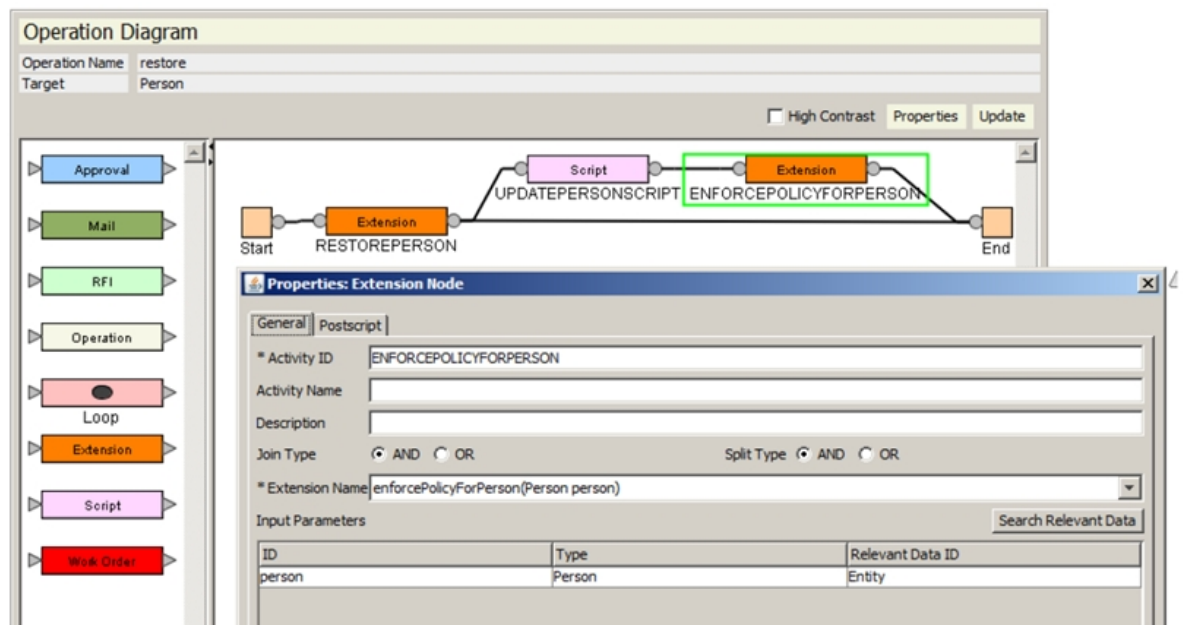 Operation Diagram
Operation Name restore
Target Person
High Contrast Properties Update
Approval
Mail
RFI
Operation
Loop
Extension
Script
Work Order
Script Extension
UPDATEPERSONSCRIPT ENFORCEPOLICYFORPERSON
Extension
Start RESTOREPERSON End
Properties: Extension Node
General Postscript
* Activity ID ENFORCEPOLICYFORPERSON
Activity Name
Description
Join Type AND OR Split Type AND OR
* Extension Name enforcePolicyForPerson(Person person)
Input Parameters Search Relevant Data
ID Type Relevant Data ID
person Person Entity